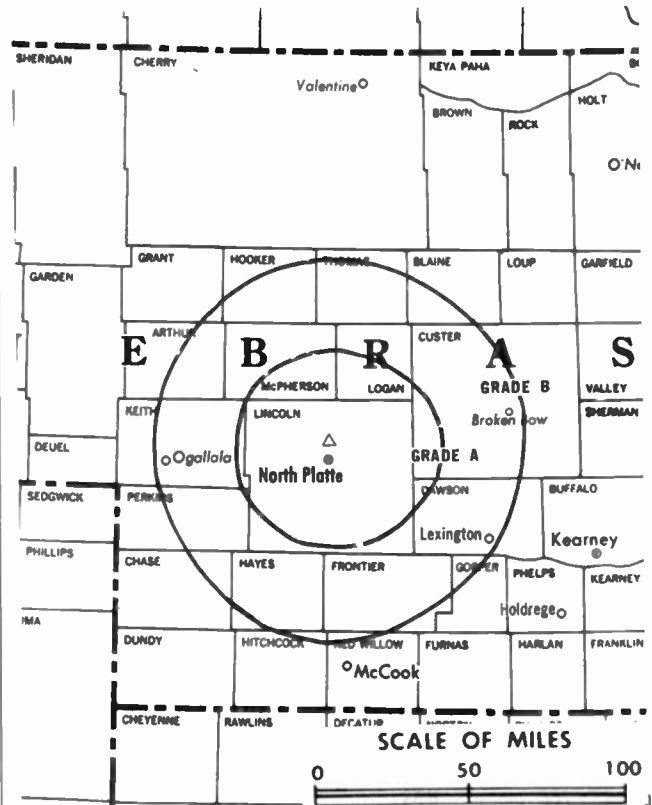 SHERIDAN CHERRY KEYA PAHA
Valentine
HOLT
BROWN
ROCK
GRANT HOOKER THOMAS BLAINE LOUP GARFIELD
GARDEN
ARTHUR CUSTER
E B R A S
McPHERSON LOGAN GRADE B VALLEY
KEITH LINCOLN Broken Bow SHERMAN
DEUEL Ogallala GRADE A
North Platte
SEDGWICK PERKINS DAWSON BUFFALO
Lexington Kearney
PHILLIPS CHASE HAYES FRONTIER GOSPER PHELPS
KEARNEY
Holdrege
DUNDY HITCHCOCK RED WILLOW FURNAS HARLAN FRANKLIN
McCook
CHEYENNE RAWLINS DECATUR
SCALE OF MILES
0 50 100